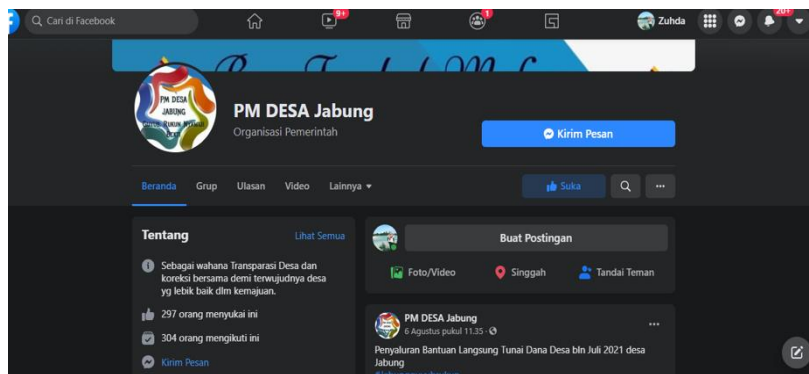 Cari di Facebook
9+
1
Zuhda
20+
PM DESA
JABUNG
PM DESA Jabung
Organisasi Pemerintah
Kirim Pesan
Beranda Grup Ulasan Video Lainnya
Suka
Tentang
Lihat Semua
Sebagai wahana Transparasi Desa dan
koreksi bersama demi terwujudnya desa
yg lebik baik dlm kemajuan.
297 orang menyukai ini
304 orang mengikuti ini
Kirim Pesan
Buat Postingan
Foto/Video Singgah Tandai Teman
PM DESA Jabung
6 Agustus pukul 11.35
Penyaluran Bantuan Langsung Tunai Dana Desa bln Juli 2021 desa
Jabung